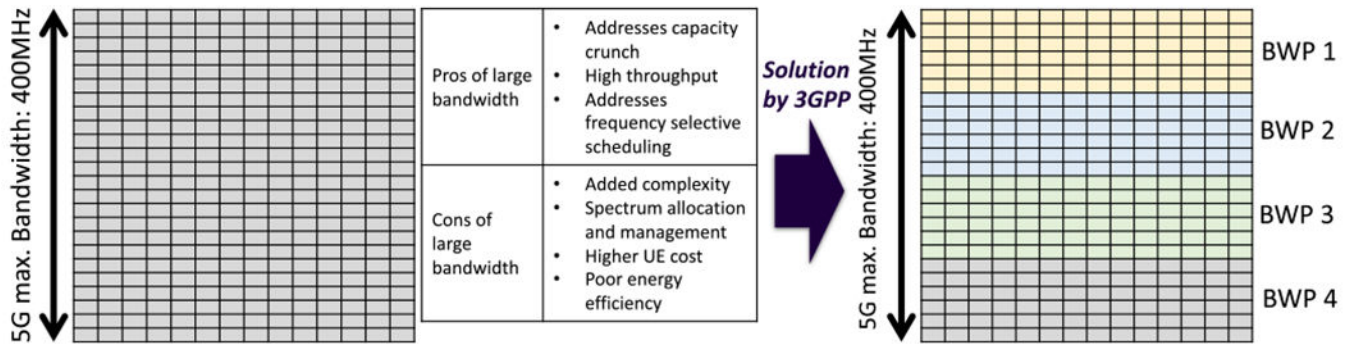 5G max. Bandwidth: 400MHz
Pros of large
bandwidth
• Addresses capacity
crunch
• High throughput
• Addresses
frequency selective
scheduling
Cons of
large
bandwidth
• Added complexity
• Spectrum allocation
and management
• Higher UE cost
• Poor energy
efficiency
Solution
by 3GPP
5G max. Bandwidth: 400MHz
BWP 1
BWP 2
BWP 3
BWP 4